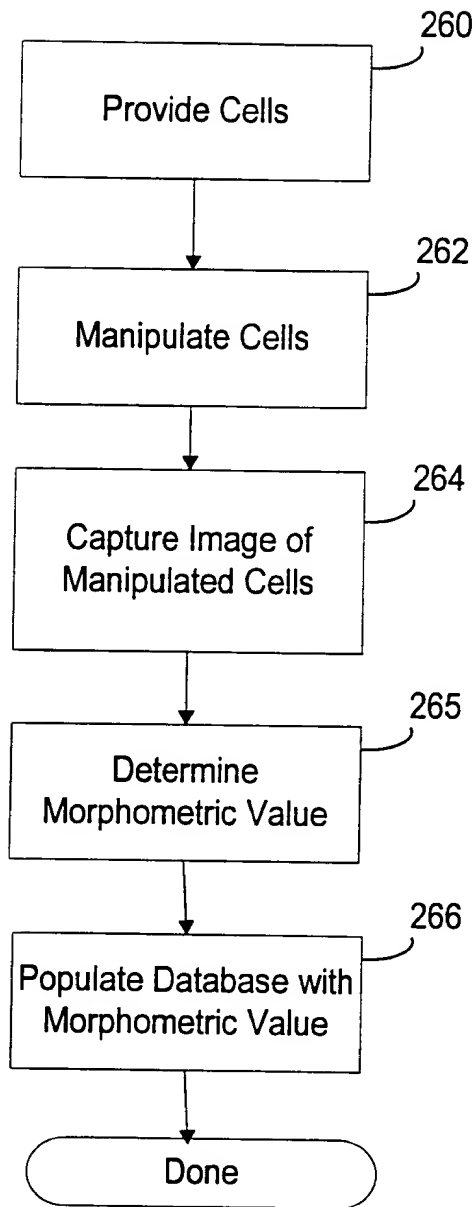 260
Provide Cells
262
Manipulate Cells
264
Capture Image of
Manipulated Cells
265
Determine
Morphometric Value
266
Populate Database with
Morphometric Value
Done